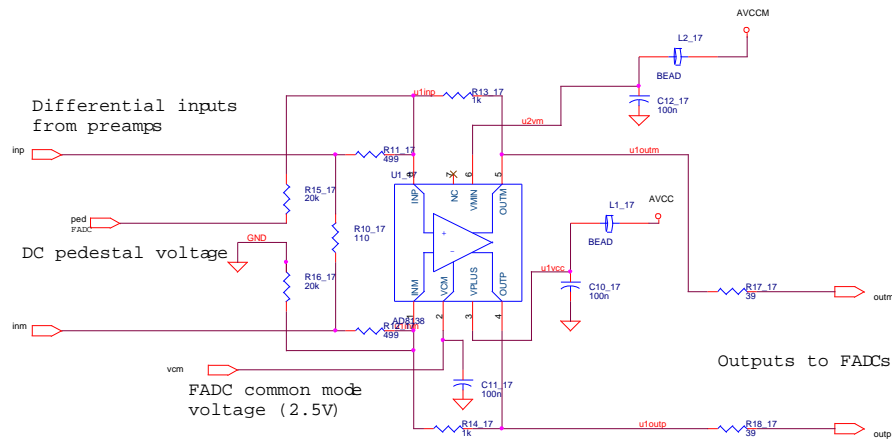 AVCCM
L2_17
BEAD
C12_17
100n
u1inp
R13_17
1k
u2vm
Differential inputs
from preamps
inp
R11_17
499
u1outm
8
7
6
5
INP
NC
VMIN
OUTM
R15_17
20k
ped
FADC
R10_17
110
L1_17
AVCC
BEAD
DC pedestal voltage
GND
+
−
u1vcc
R16_17
20k
C10_17
100n
INM
VCM
VPLUS
OUTP
R17_17
39
outm
inm
499
AD8138
1
2
3
4
Outputs to FADCs
vcm
FADC common mode
voltage (2.5V)
C11_17
100n
R14_17
1k
u1outp
R18_17
39
outp